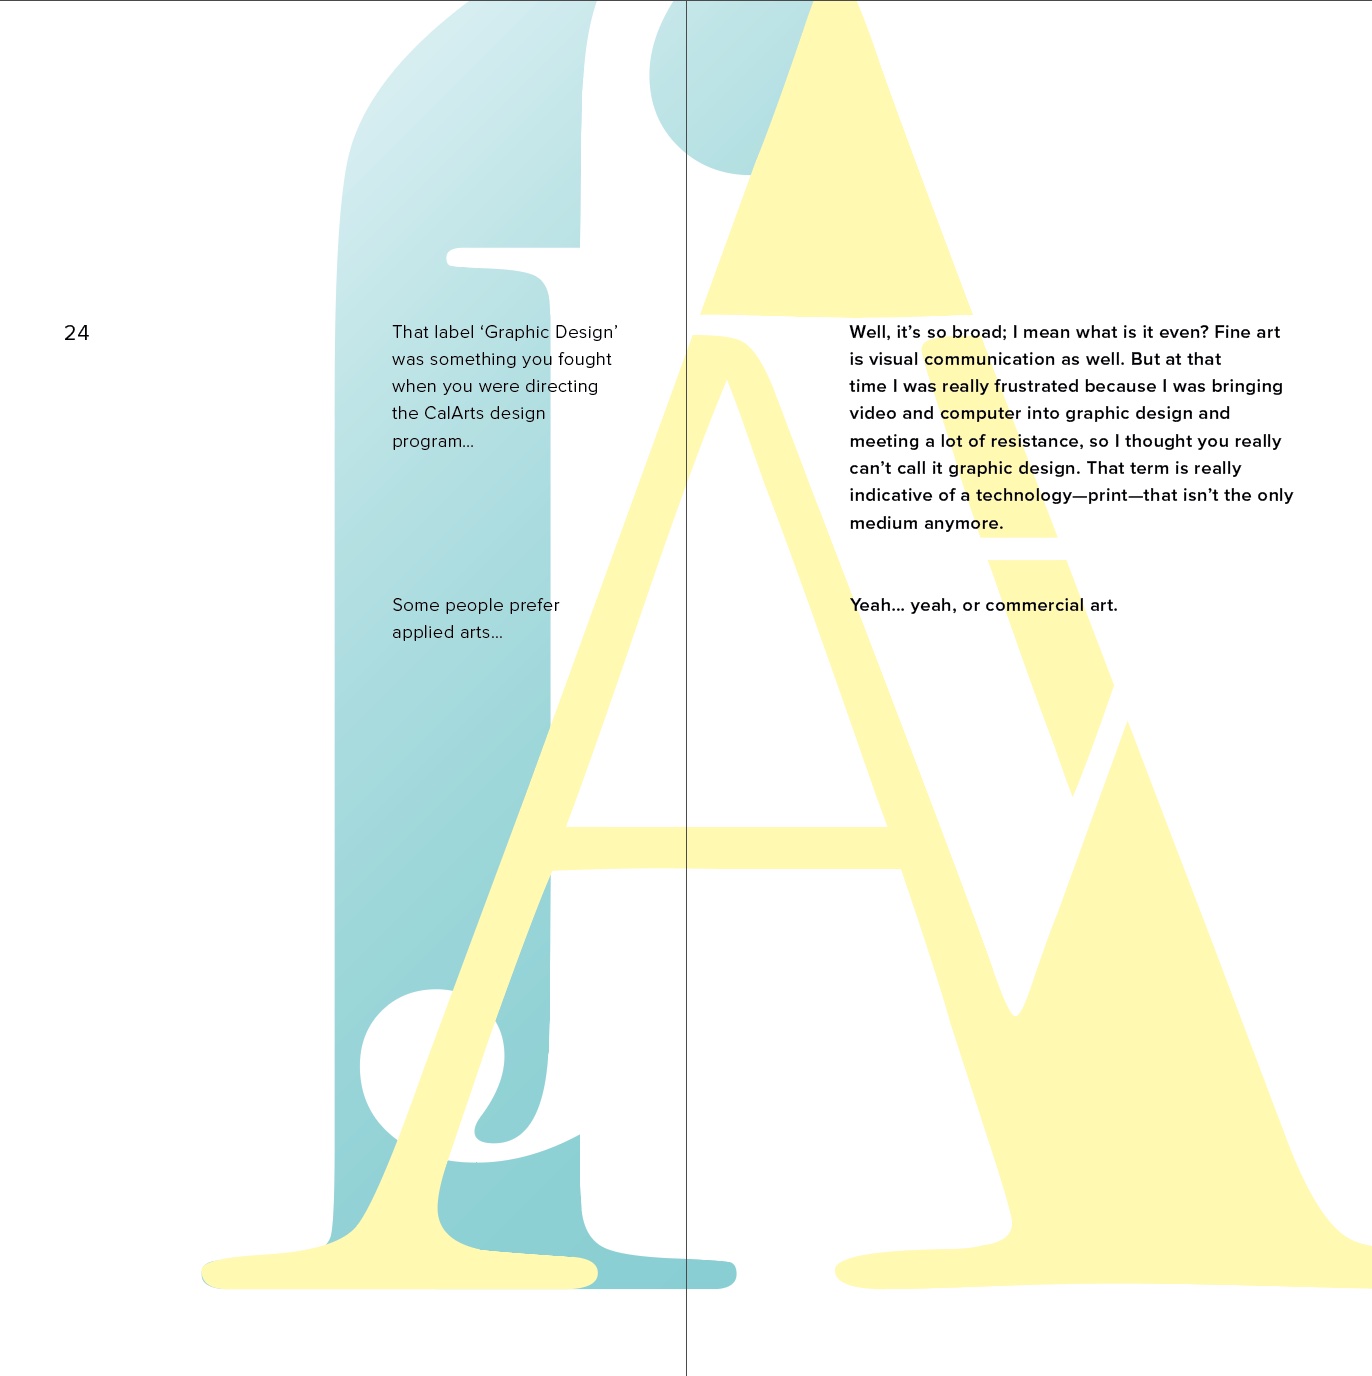 24
That label ‘Graphic Design’
was something you fought
when you were directing
the CalArts design
program...
Well, it’s so broad; I mean what is it even? Fine art
is visual communication as well. But at that
time I was really frustrated because I was bringing
video and computer into graphic design and
meeting a lot of resistance, so I thought you really
can’t call it graphic design. That term is really
indicative of a technology—print—that isn’t the only
medium anymore.
Some people prefer
applied arts...
Yeah... yeah, or commercial art.